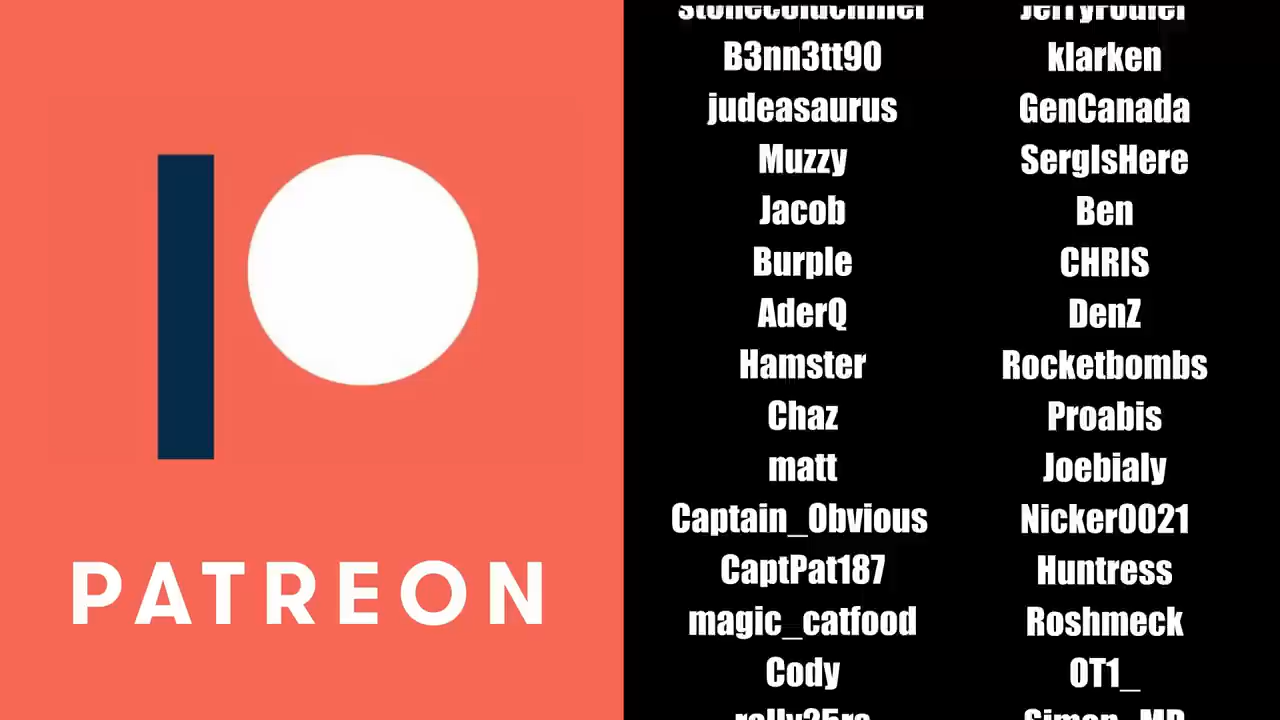 PATREON
B3nn3tt90
judeasaurus
Muzzy
Jacob
Burple
AderQ
Hamster
Chaz
matt
Captain_Obvious
CaptPat187
magic_catfood
Cody
klarken
GenCanada
SergIsHere
Ben
CHRIS
DenZ
Rocketbombs
Proabis
Joebialy
Nicker0021
Huntress
Roshmeck
OT1_